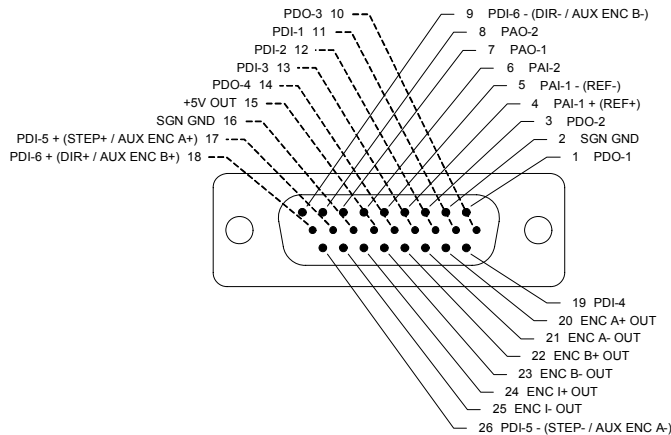 PDO-3 10
PDI-1 11
PDI-2 12
PDI-3 13
PDO-4 14
+5V OUT 15
SGN GND 16
PDI-5 + (STEP+ / AUX ENC A+) 17
PDI-6 + (DIR+ / AUX ENC B+) 18
9 PDI-6 - (DIR- / AUX ENC B-)
8 PAO-2
7 PAO-1
6 PAI-2
5 PAI-1 - (REF-)
4 PAI-1 + (REF+)
3 PDO-2
2 SGN GND
1 PDO-1
19 PDI-4
20 ENC A+ OUT
21 ENC A- OUT
22 ENC B+ OUT
23 ENC B- OUT
24 ENC I+ OUT
25 ENC I- OUT
26 PDI-5 - (STEP- / AUX ENC A-)